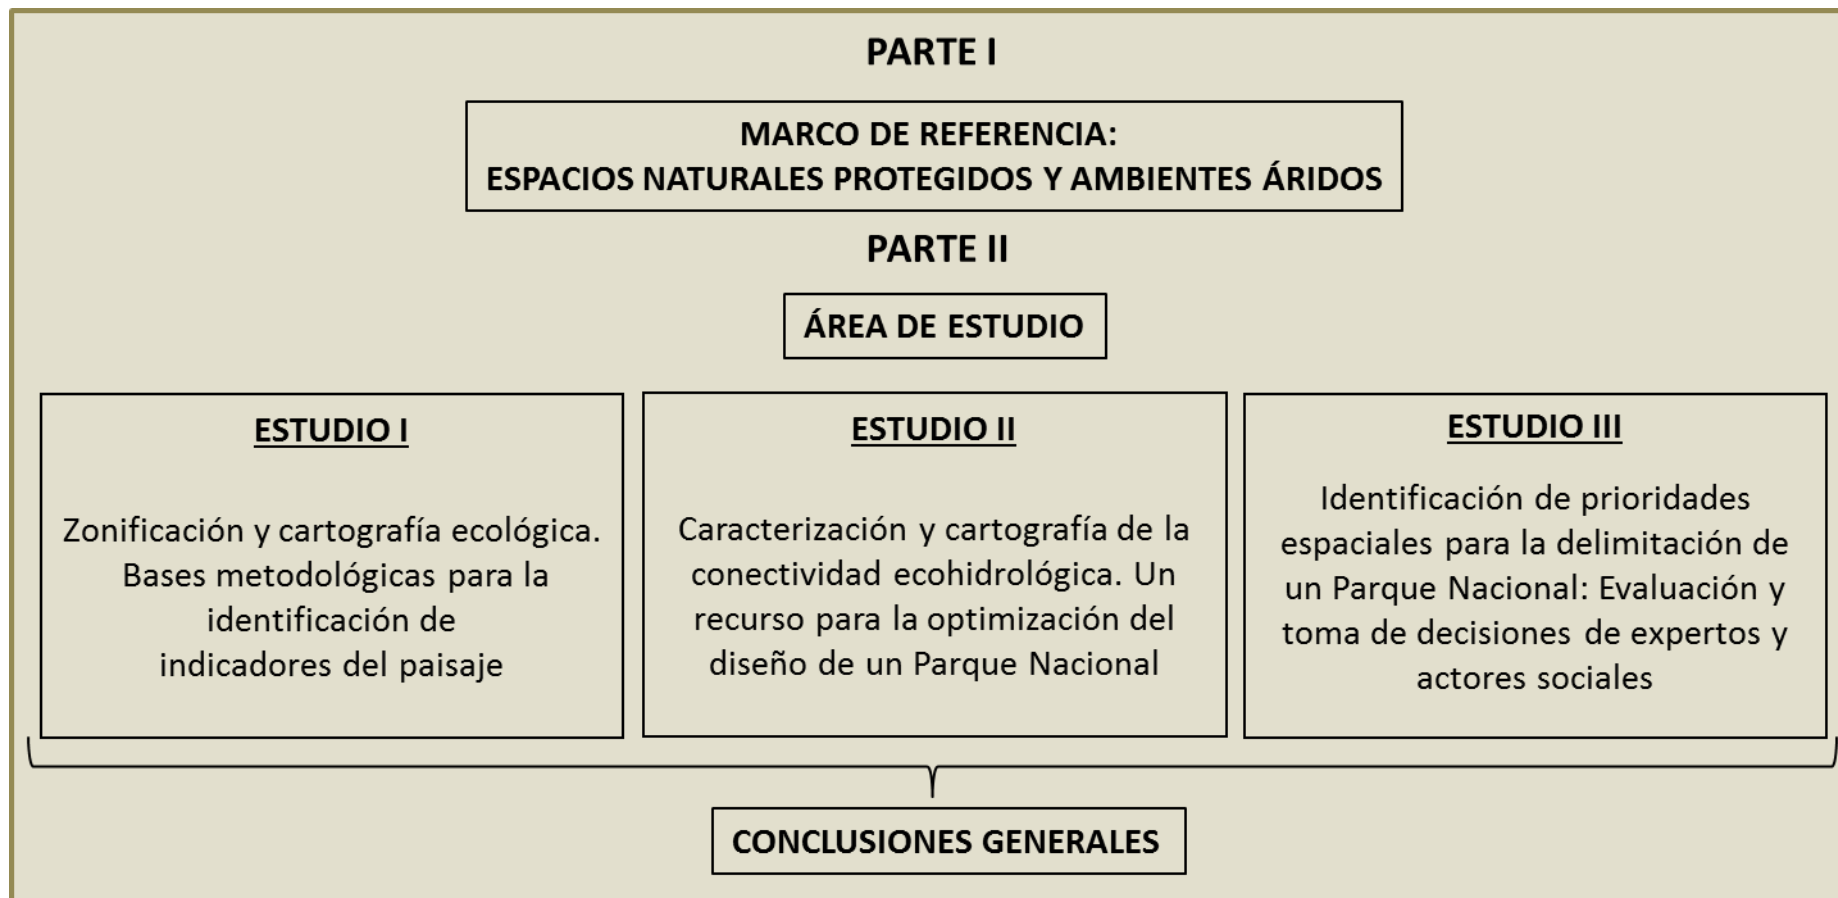 PARTE I
MARCO DE REFERENCIA:
ESPACIOS NATURALES PROTEGIDOS Y AMBIENTES ÁRIDOS
PARTE II
ÁREA DE ESTUDIO
ESTUDIO I
Zonificación y cartografía ecológica.
Bases metodológicas para la
identificación de
indicadores del paisaje
ESTUDIO II
Caracterización y cartografía de la
conectividad ecohidrológica. Un
recurso para la optimización del
diseño de un Parque Nacional
ESTUDIO III
Identificación de prioridades
espaciales para la delimitación de
un Parque Nacional: Evaluación y
toma de decisiones de expertos y
actores sociales
CONCLUSIONES GENERALES